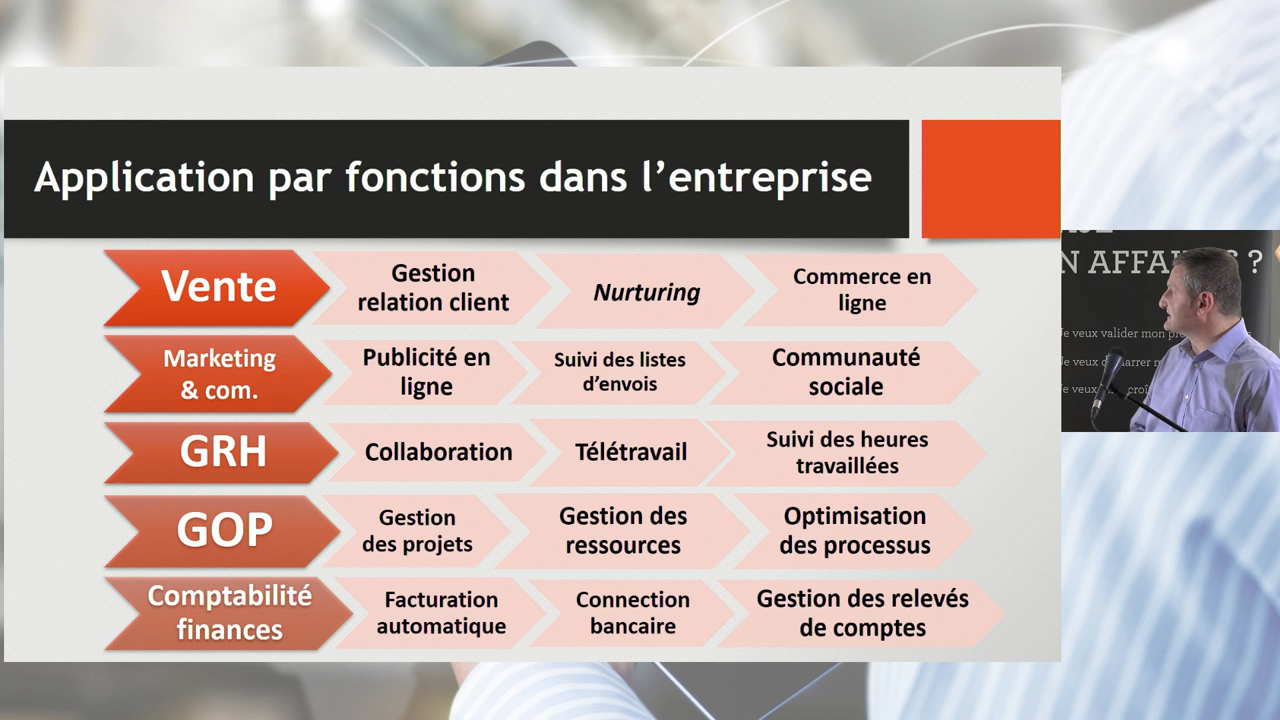 Application par fonctions dans l’entreprise
Vente
Gestion
relation client
Nurturing
Commerce en
ligne
Marketing
& com.
Publicité en
ligne
Suivi des listes
d’envois
Communauté
sociale
GRH
Collaboration
Télétravail
Suivi des heures
travaillées
GOP
Gestion
des projets
Gestion des
ressources
Optimisation
des processus
Comptabilité
finances
Facturation
automatique
Connection
bancaire
Gestion des relevés
de comptes
N AFFA ?
Je veux valider mon
Je veux
Je veux